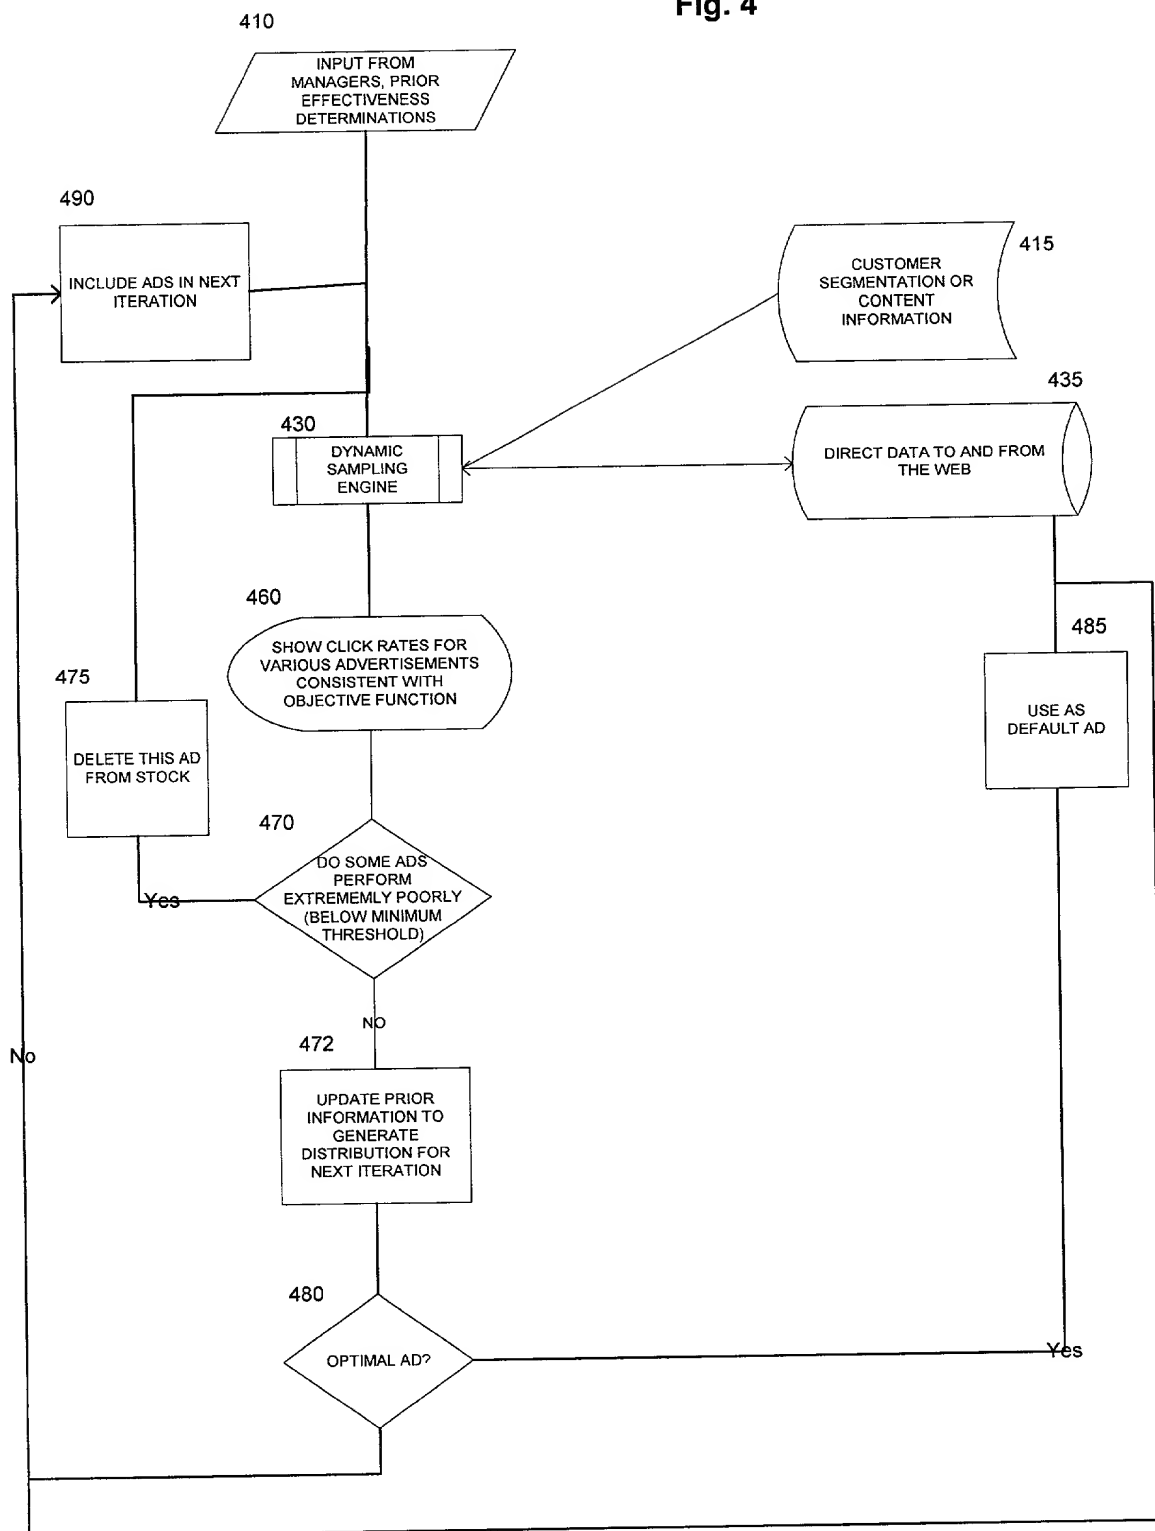 Fig. 4
410
INPUT FROM
MANAGERS, PRIOR
EFFECTIVENESS
DETERMINATIONS
490
INCLUDE ADS IN NEXT
ITERATION
415
CUSTOMER
SEGMENTATION OR
CONTENT
INFORMATION
435
DIRECT DATA TO AND FROM
THE WEB
430
DYNAMIC
SAMPLING
ENGINE
460
SHOW CLICK RATES FOR
VARIOUS ADVERTISEMENTS
CONSISTENT WITH
OBJECTIVE FUNCTION
485
USE AS
DEFAULT AD
475
DELETE THIS AD
FROM STOCK
470
DO SOME ADS
PERFORM
EXTREMEMLY POORLY
(BELOW MINIMUM
THRESHOLD)
Yes
NO
472
UPDATE PRIOR
INFORMATION TO
GENERATE
DISTRIBUTION FOR
NEXT ITERATION
No
480
OPTIMAL AD?
Yes